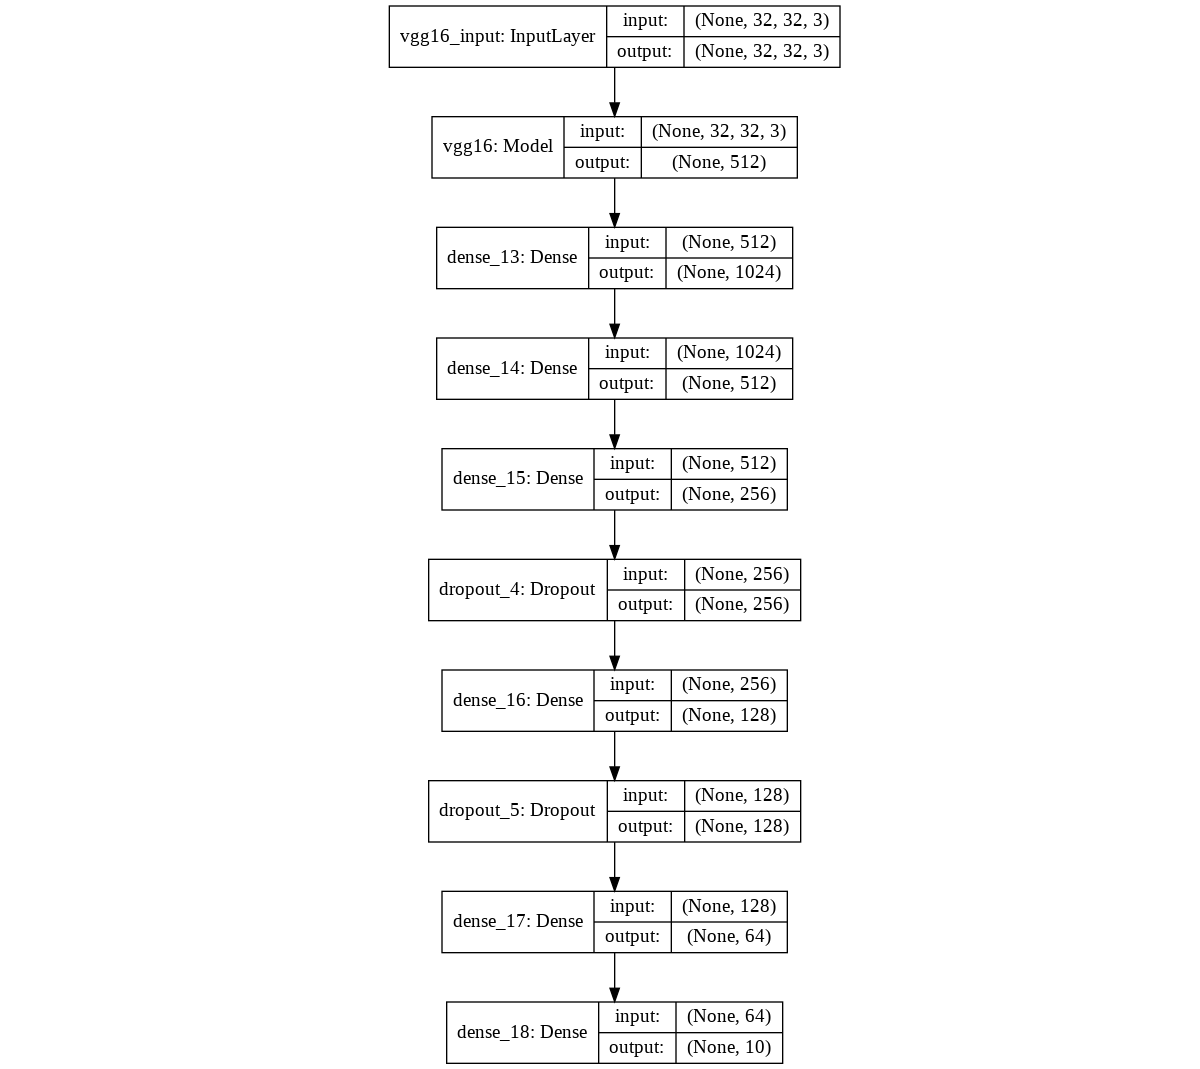 vgg16_input: InputLayer
input: (None, 32, 32, 3)
output: (None, 32, 32, 3)
vgg16: Model
input: (None, 32, 32, 3)
output: (None, 512)
dense_13: Dense
input: (None, 512)
output: (None, 1024)
dense_14: Dense
input: (None, 1024)
output: (None, 512)
dense_15: Dense
input: (None, 512)
output: (None, 256)
dropout_4: Dropout
input: (None, 256)
output: (None, 256)
dense_16: Dense
input: (None, 256)
output: (None, 128)
dropout_5: Dropout
input: (None, 128)
output: (None, 128)
dense_17: Dense
input: (None, 128)
output: (None, 64)
dense_18: Dense
input: (None, 64)
output: (None, 10)